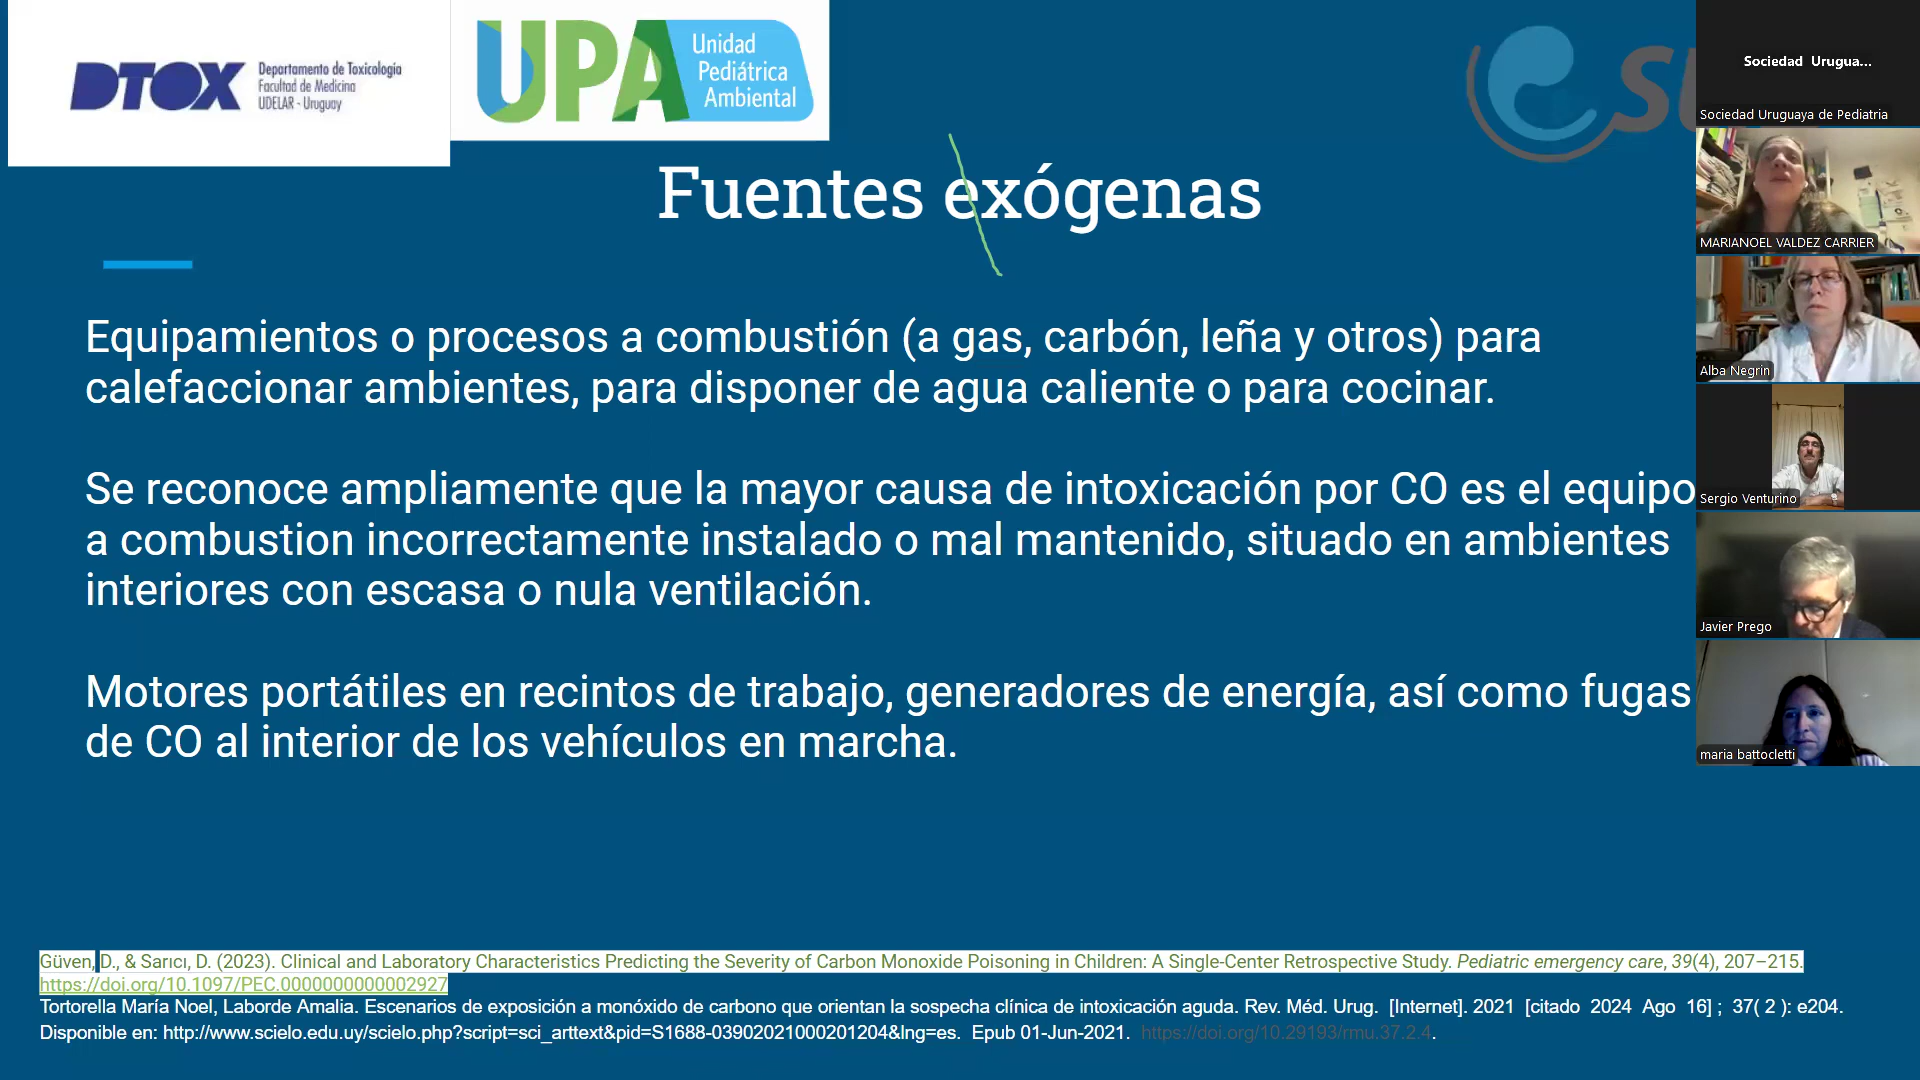 DTOX
Departamento de Toxicología
Facultad de Medicina
UDELAR - Uruguay
UPA
Unidad
Pediátrica
Ambiental
Fuentes exógenas
Equipamientos o procesos a combustión (a gas, carbón, leña y otros) para
calefaccionar ambientes, para disponer de agua caliente o para cocinar.
Se reconoce ampliamente que la mayor causa de intoxicación por CO es el equipo
a combustion incorrectamente instalado o mal mantenido, situado en ambientes
interiores con escasa o nula ventilación.
Motores portátiles en recintos de trabajo, generadores de energía, así como fugas
de CO al interior de los vehículos en marcha.
Güven, D., & Sarıcı, D. (2023). Clinical and Laboratory Characteristics Predicting the Severity of Carbon Monoxide Poisoning in Children: A Single-Center Retrospective Study. Pediatric emergency care, 39(4), 207–215.
https://doi.org/10.1097/PEC.0000000000002927
Tortorella María Noel, Laborde Amalia. Escenarios de exposición a monóxido de carbono que orientan la sospecha clínica de intoxicación aguda. Rev. Méd. Urug. [Internet]. 2021 [citado 2024 Ago 16] ; 37( 2 ): e204.
Disponible en: http://www.scielo.edu.uy/scielo.php?script=sci_arttext&pid=S1688-03902021000201204&lng=es. Epub 01-Jun-2021. https://doi.org/10.29193/rmu.37.2.4.
Sociedad Urugua...
Sociedad Uruguaya de Pediatria
MARIANOEL VALDEZ CARRIER
Alba Negrin
Sergio Venturino
Javier Prego
maria battocletti